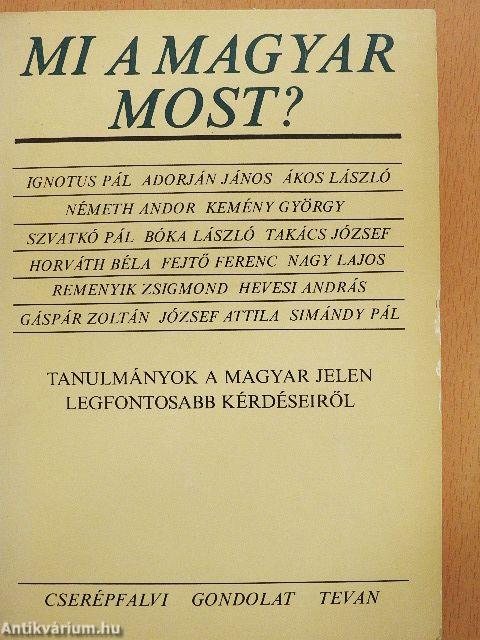 MI A MAGYAR
MOST?
IGNOTUS PÁL ADORJÁN JÁNOS ÁKOS LÁSZLÓ
NÉMETH ANDOR KEMÉNY GYÖRGY
SZVATKÓ PÁL BÓKA LÁSZLÓ TAKÁCS JÓZSEF
HORVÁTH BÉLA FEJTŐ FERENC NAGY LAJOS
REMENYIK ZSIGMOND HEVESI ANDRÁS
GÁSPÁR ZOLTÁN JÓZSEF ATTILA SIMÁNDY PÁL
TANULMÁNYOK A MAGYAR JELEN
LEGFONTOSABB KÉRDÉSEIRŐL
CSERÉPFALVI GONDOLAT TEVAN
Antikvárium.hu